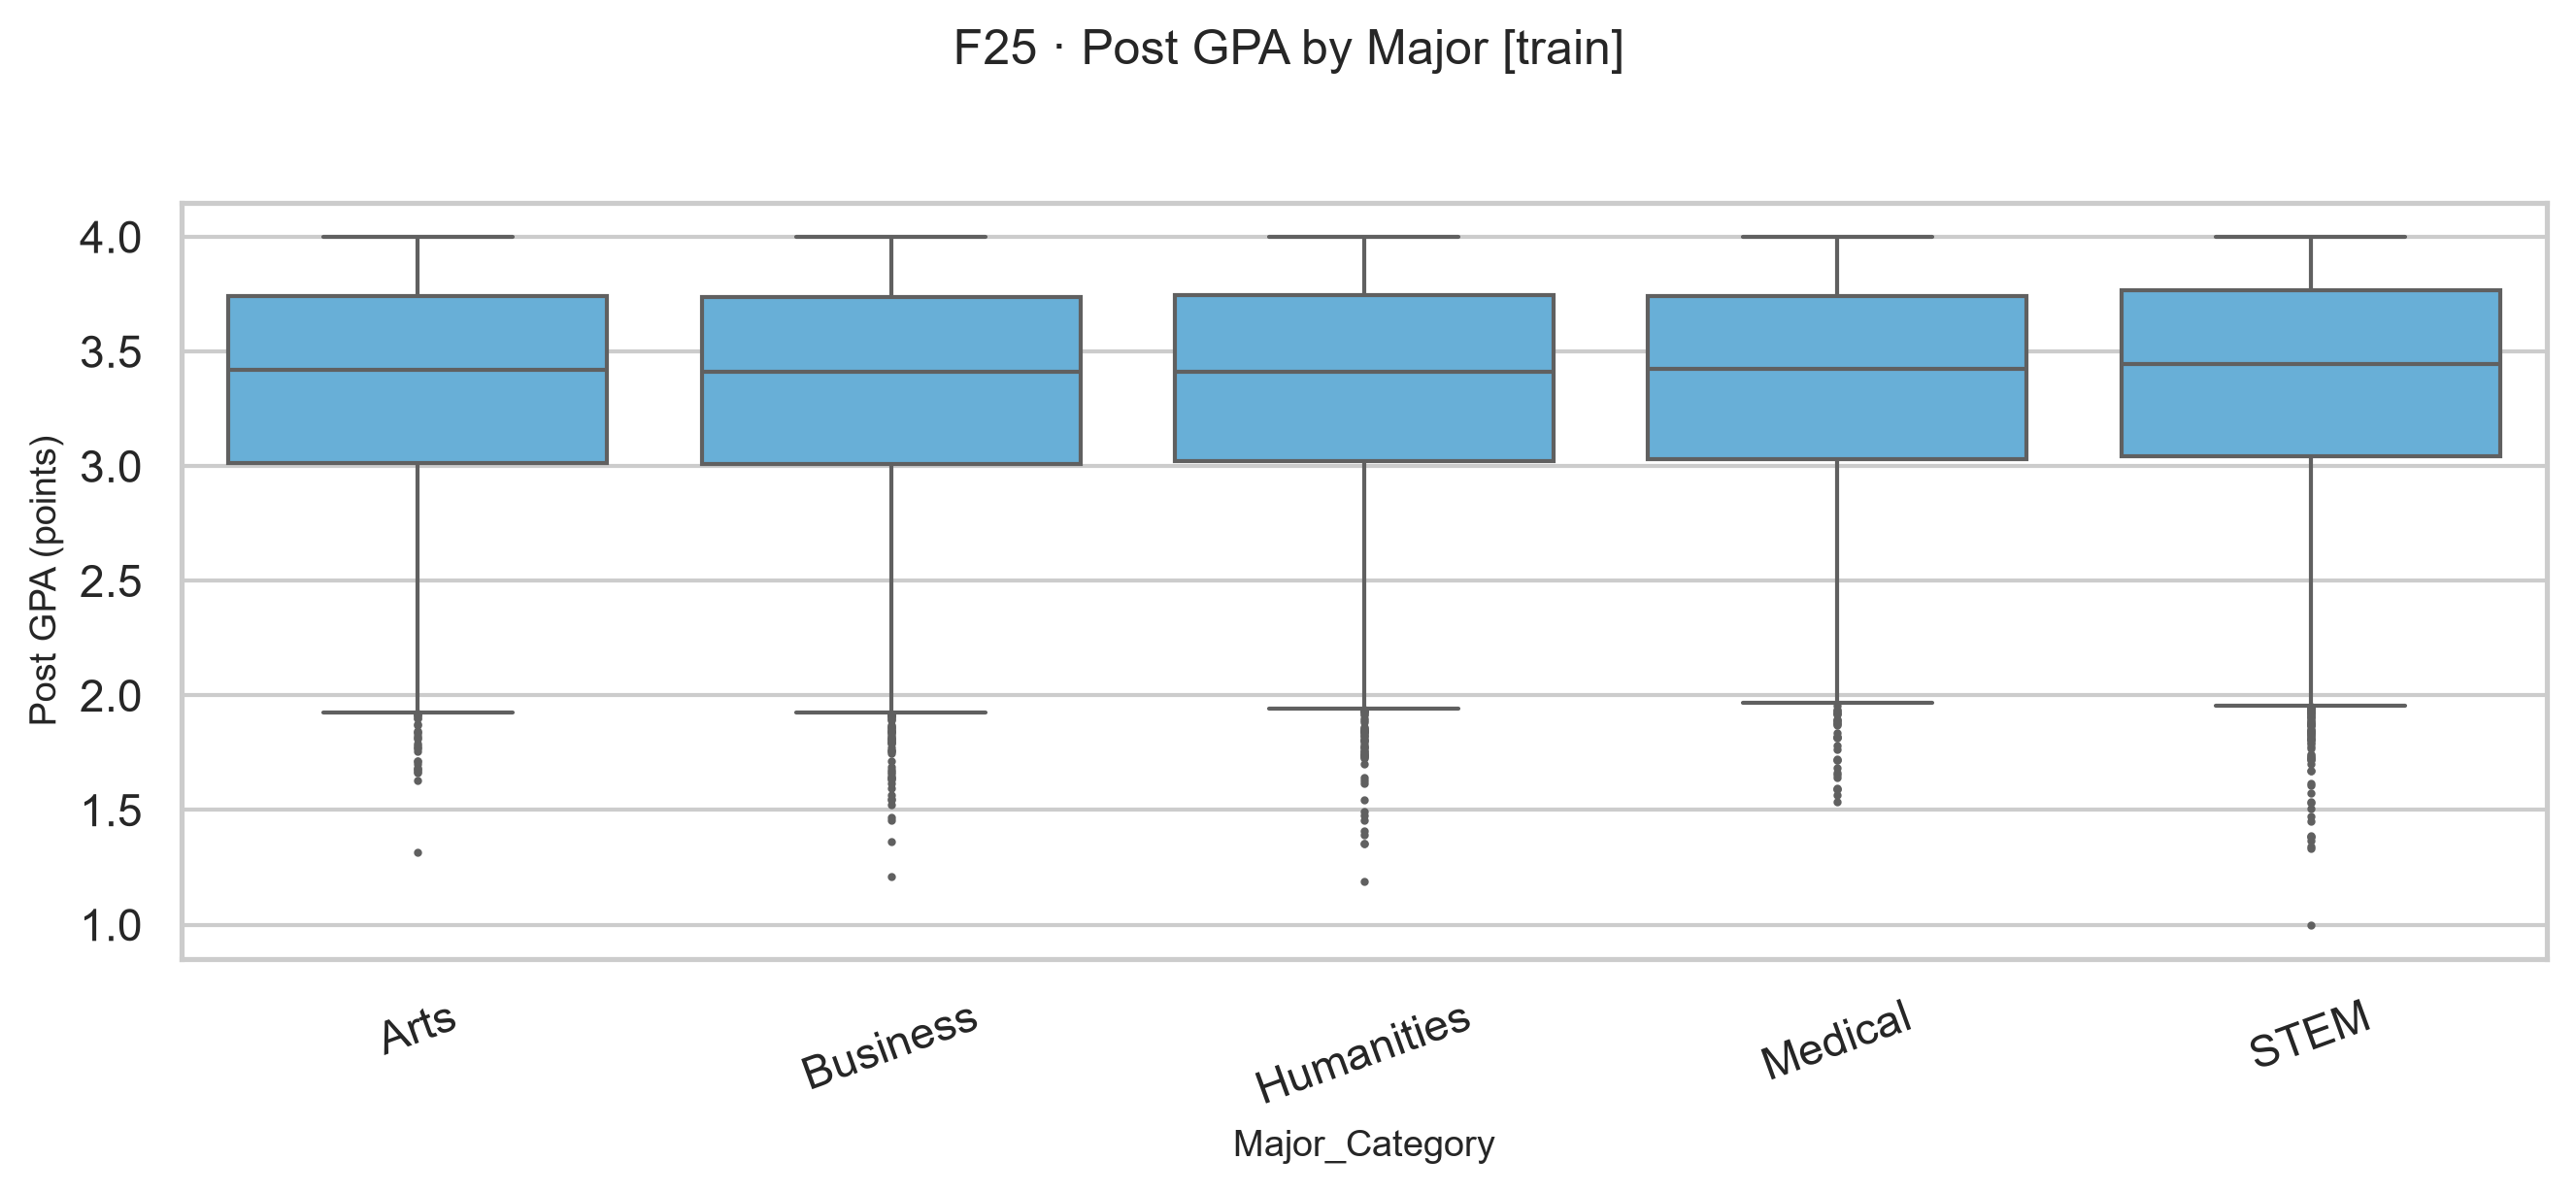 F25 · Post GPA by Major [train]
Post GPA (points)
4.0
3.5
3.0
2.5
2.0
1.5
1.0
Arts
Business
Humanities
Medical
STEM
Major_Category